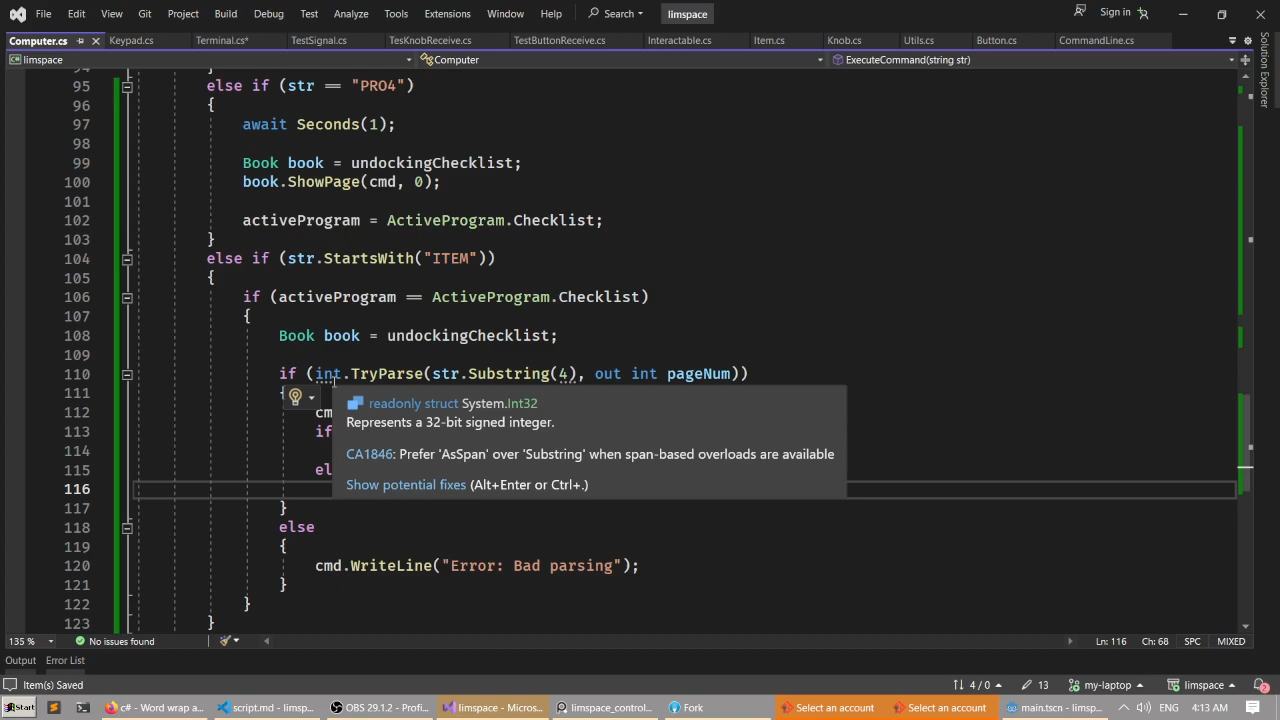 File Edit View Git Project Build Debug Test Analyze Tools Extensions Window Help Search limspace Sign in
Computer.cs Keypad.cs Terminal.cs* TestSignal.cs TesKnobReceive.cs TestButtonReceive.cs Interactable.cs Item.cs Knob.cs Utils.cs Button.cs CommandLine.cs
limspace Computer ExecuteCommand(string str)
Solution Explorer
94 }
95 else if (str == "PRO4")
96 {
97 await Seconds(1);
98
99 Book book = undockingChecklist;
100 book.ShowPage(cmd, 0);
101
102 activeProgram = ActiveProgram.Checklist;
103 }
104 else if (str.StartsWith("ITEM"))
105 {
106 if (activeProgram == ActiveProgram.Checklist)
107 {
108 Book book = undockingChecklist;
109
110 if (int.TryParse(str.Substring(4), out int pageNum))
111 {
readonly struct System.Int32
112 cm
Represents a 32-bit signed integer.
113 if
114
CA1846: Prefer 'AsSpan' over 'Substring' when span-based overloads are available
115 el
Show potential fixes (Alt+Enter or Ctrl+.)
116
117 }
118 else
119 {
120 cmd.WriteLine("Error: Bad parsing");
121 }
122 }
123 }
135 % No issues found Ln: 116 Ch: 68 SPC MIXED
Output Error List
Item(s) Saved 4 / 0 13 my-laptop limspace 2
Start c# - Word wrap a... script.md - limsp... OBS 29.1.2 - Profi... limspace - Micros... limspace_control... Fork Select an account Select an account main.tscn - limsp... ENG 4:13 AM